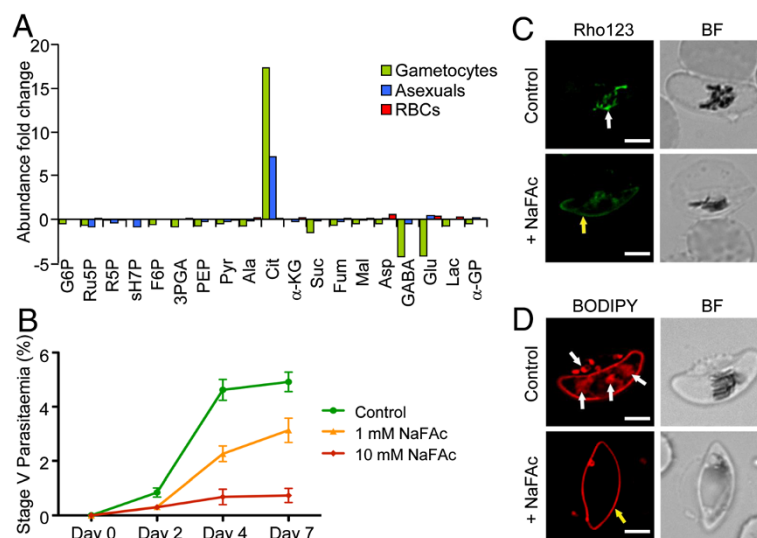 A
Abundance fold change
20
15
10
5
0
-5
Gametocytes
Asexuals
RBCs
G6P
Ru5P
R5P
sH7P
F6P
3PGA
PEP
Pyr
Ala
Cit
α-KG
Suc
Fum
Mal
Asp
GABA
Glu
Lac
α-GP
B
Stage V Parasitaemia (%)
6
4
2
0
Control
1 mM NaFAc
10 mM NaFAc
Day 0 Day 2 Day 4 Day 7
C
Rho123 BF
Control
+ NaFAc
D
BODIPY BF
Control
+ NaFAc